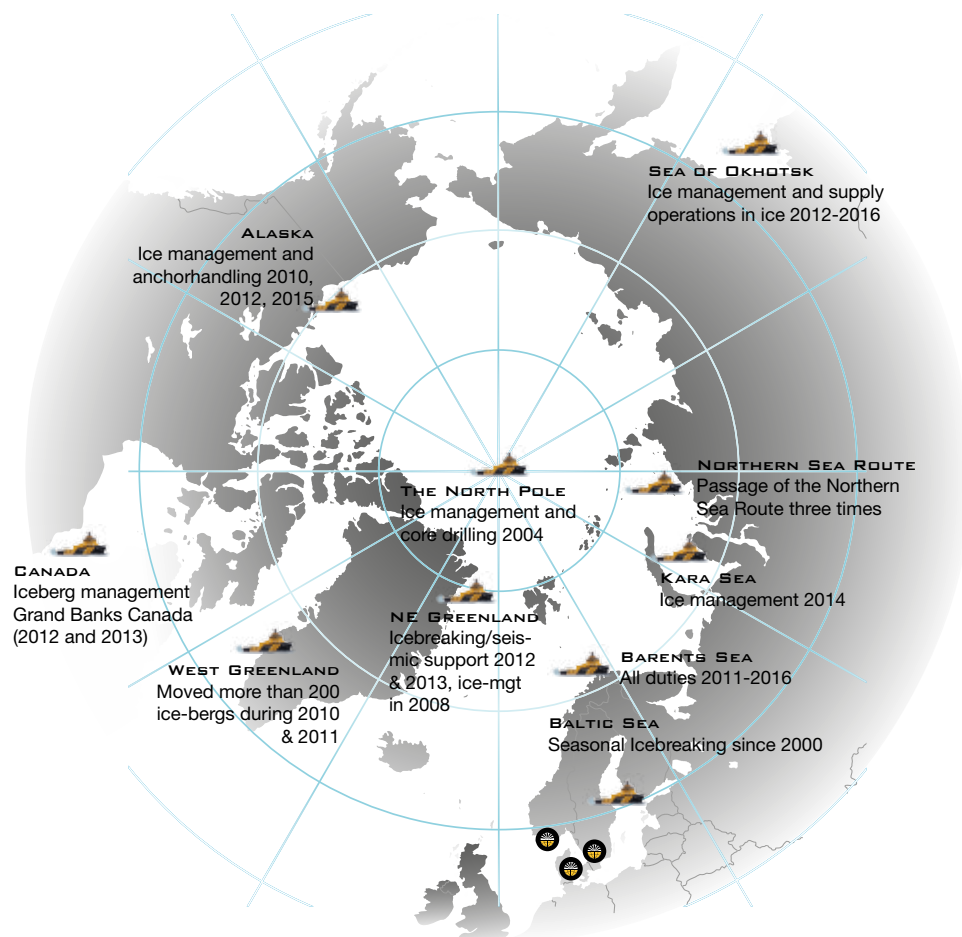 SEA OF OKHOTSK
Ice management and supply
operations in ice 2012-2016
ALASKA
Ice management and
anchorhandling 2010,
2012, 2015
NORTHERN SEA ROUTE
Passage of the Northern
Sea Route three times
THE NORTH POLE
Ice management and
core drilling 2004
KARA SEA
Ice management 2014
CANADA
Iceberg management
Grand Banks Canada
(2012 and 2013)
NE GREENLAND
Icebreaking/seis-
mic support 2012
& 2013, ice-mgt
in 2008
WEST GREENLAND
Moved more than 200
ice-bergs during 2010
& 2011
BARENTS SEA
All duties 2011-2016
BALTIC SEA
Seasonal Icebreaking since 2000